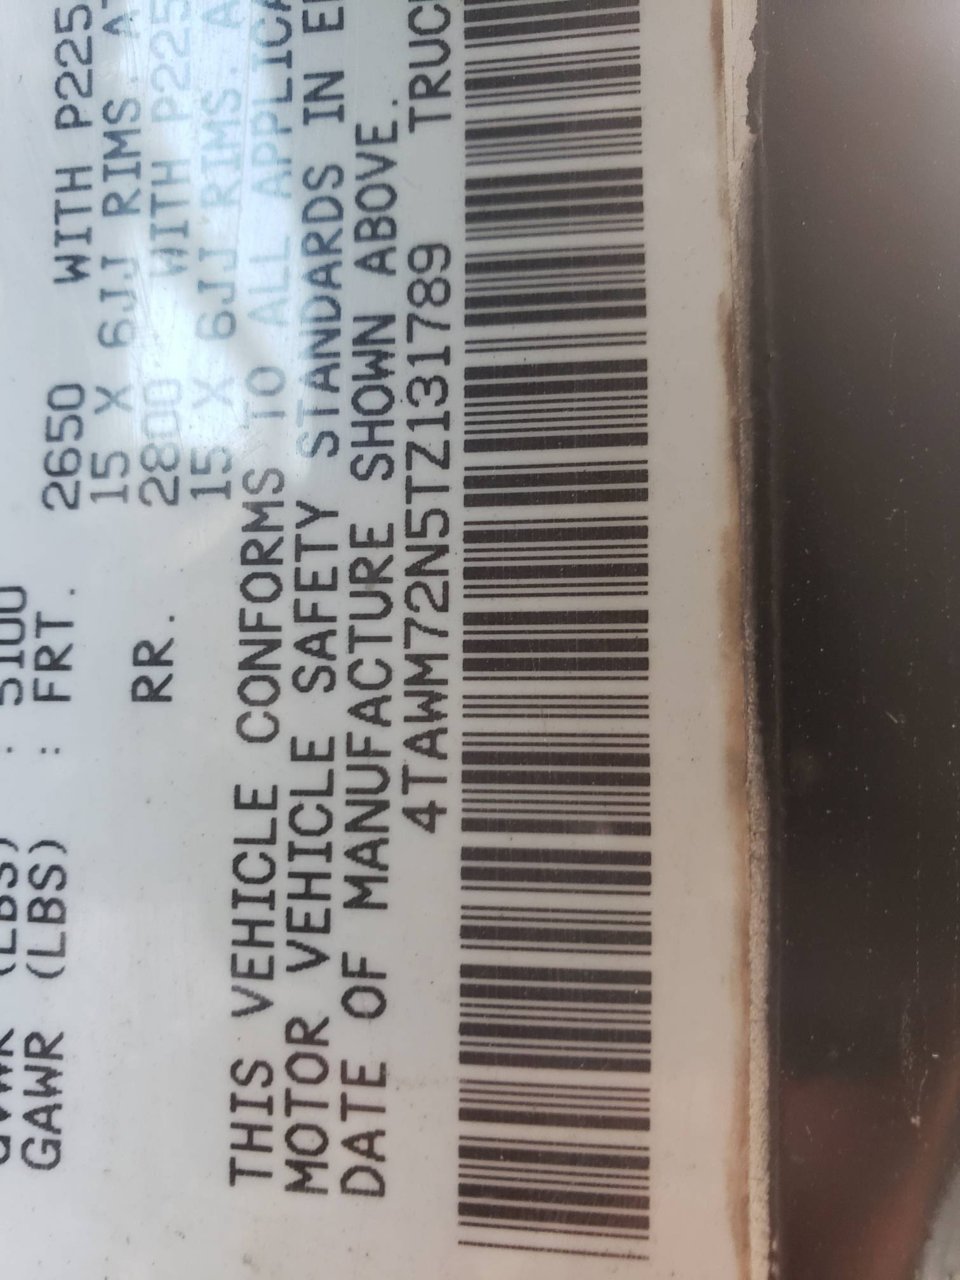 5100
GAWR (LBS) : FRT. 2650 WITH P225
15 X 6JJ RIMS.
RR. 2800 WITH P225
15 X 6JJ RIMS.
THIS VEHICLE CONFORMS TO ALL
MOTOR VEHICLE SAFETY STANDARDS IN
DATE OF MANUFACTURE SHOWN ABOVE.
4TAWM72N5TZ131789 TRUC